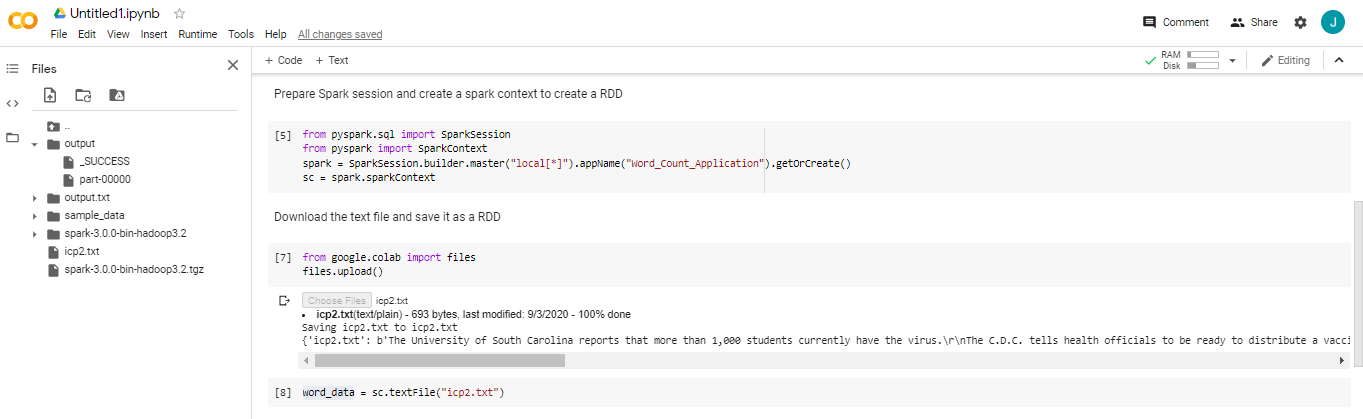 Untitled1.ipynb
File Edit View Insert Runtime Tools Help All changes saved
Comment Share J
Files
+ Code + Text
RAM
Disk
Editing
..
output
_SUCCESS
part-00000
output.txt
sample_data
spark-3.0.0-bin-hadoop3.2
icp2.txt
spark-3.0.0-bin-hadoop3.2.tgz
Prepare Spark session and create a spark context to create a RDD
[5] from pyspark.sql import SparkSession
from pyspark import SparkContext
spark = SparkSession.builder.master("local[*]").appName("Word_Count_Application").getOrCreate()
sc = spark.sparkContext
Download the text file and save it as a RDD
[7] from google.colab import files
files.upload()
Choose Files icp2.txt
• icp2.txt(text/plain) - 693 bytes, last modified: 9/3/2020 - 100% done
Saving icp2.txt to icp2.txt
{'icp2.txt': b'The University of South Carolina reports that more than 1,000 students currently have the virus.\r\nThe C.D.C. tells health officials to be ready to distribute a vacci
[8] word_data = sc.textFile("icp2.txt")